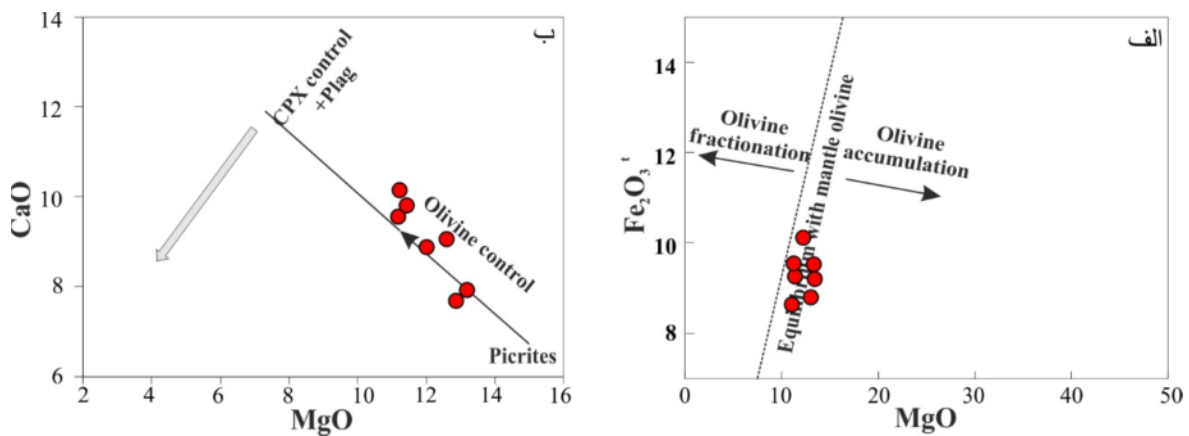 14
12
10
8
6
CaO
2
4
6
8
10
12
14
16
MgO
CPX control
+Plag
Olivine control
Picrites
ب
14
12
10
8
Fe₂O₃ ᵗ
0
10
20
30
40
50
MgO
Olivine
fractionation
Equilibrium with mantle olivine
Olivine
accumulation
الف